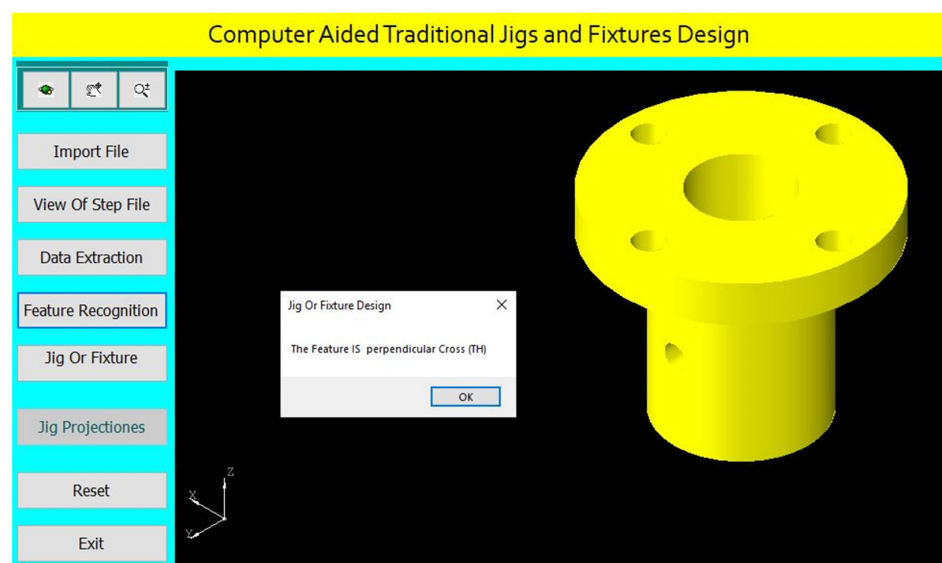 Computer Aided Traditional Jigs and Fixtures Design
Import File
View Of Step File
Data Extraction
Feature Recognition
Jig Or Fixture
Jig Projectiones
Reset
Exit
Jig Or Fixture Design
The Feature IS perpendicular Cross (TH)
OK
Z
X
Y